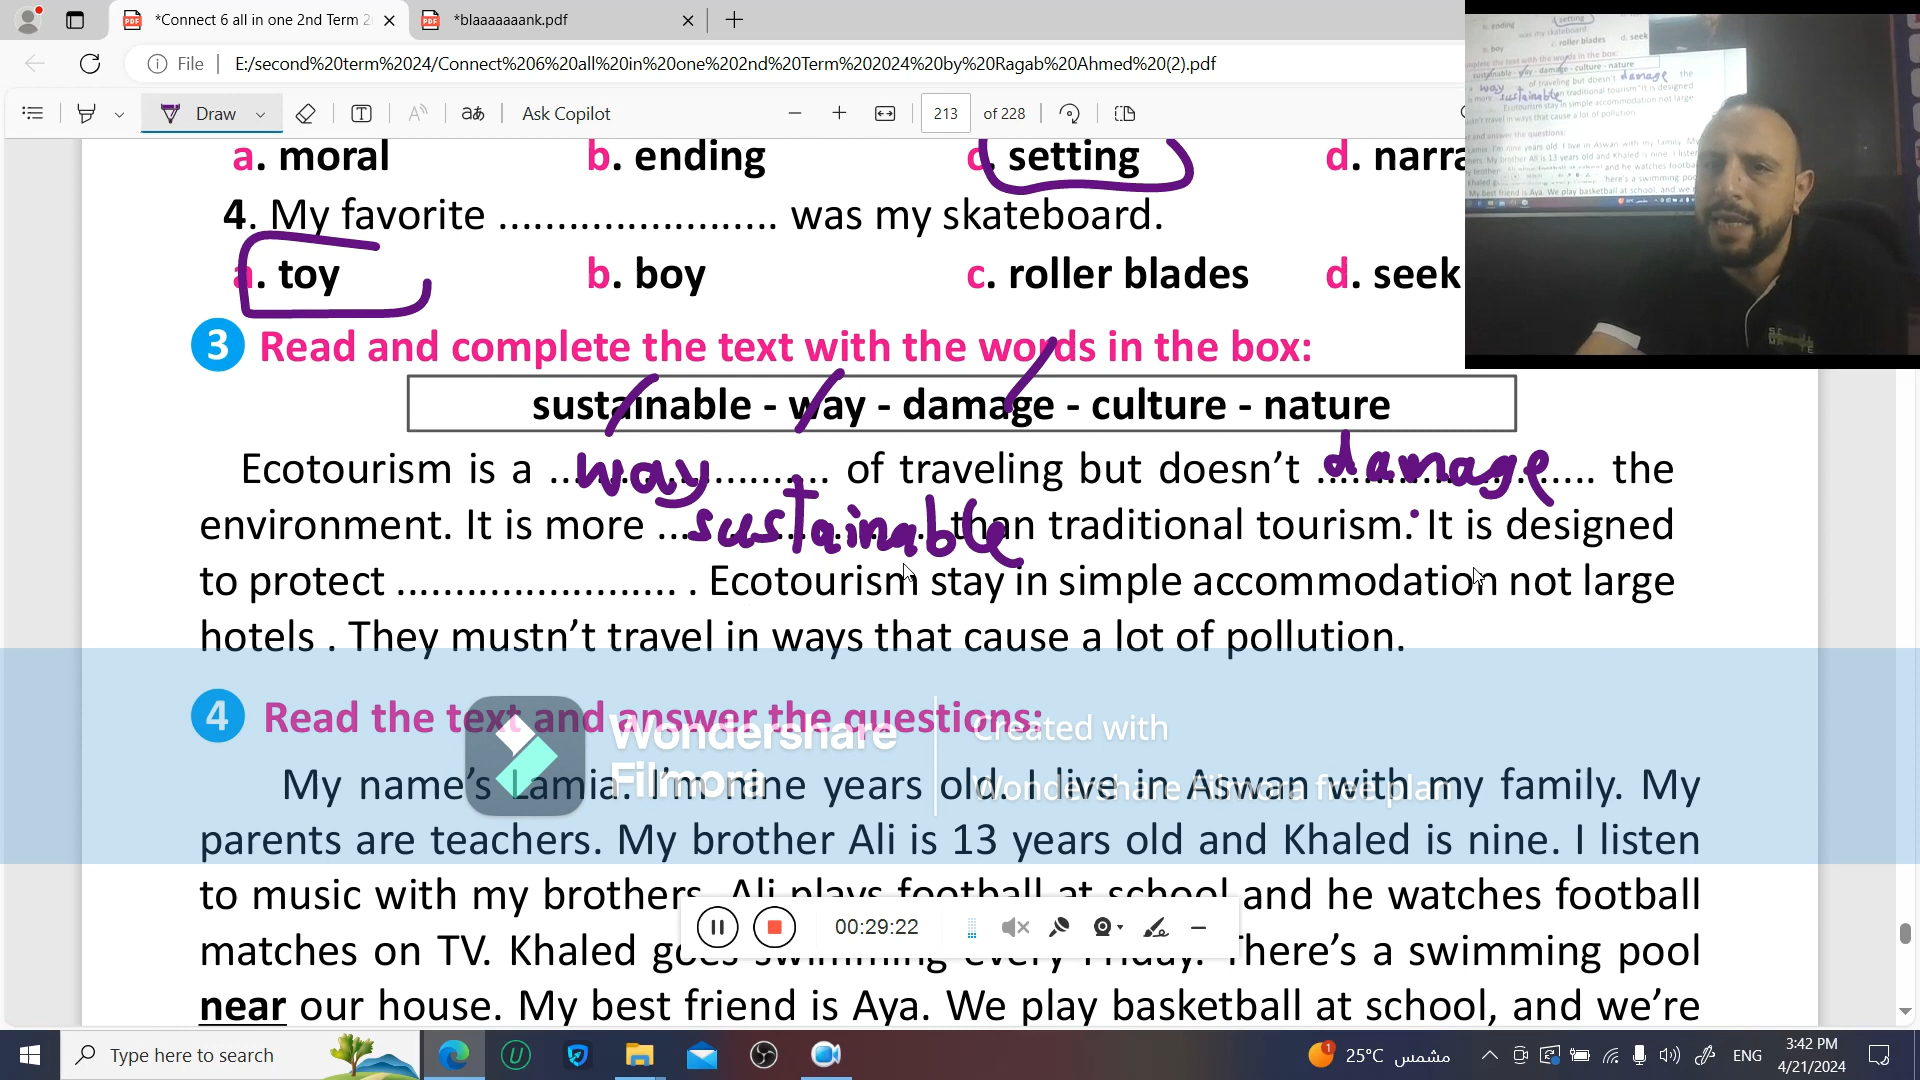 *Connect 6 all in one 2nd Term 2
*blaaaaaaank.pdf
File
E:/second%20term%2024/Connect%206%20all%20in%20one%202nd%20Term%202024%20by%20Ragab%20Ahmed%20(2).pdf
Draw
aあ
Ask Copilot
213 of 228
a. moral b. ending c. setting d. narra
4. My favorite ........................ was my skateboard.
a. toy b. boy c. roller blades d. seek
3 Read and complete the text with the words in the box:
sustainable - way - damage - culture - nature
Ecotourism is a way of traveling but doesn't damage the
environment. It is more sustainable than traditional tourism. It is designed
to protect ........................ . Ecotourism stay in simple accommodation not large
hotels . They mustn't travel in ways that cause a lot of pollution.
4 Read the text and answer the questions:
Wondershare Filmora
Created with
Wondershare Filmora free plan
My name's Lamia. I'm nine years old. I live in Aswan with my family. My
parents are teachers. My brother Ali is 13 years old and Khaled is nine. I listen
to music with my brothers. Ali plays football at school and he watches football
matches on TV. Khaled goes swimming every Friday. There's a swimming pool
near our house. My best friend is Aya. We play basketball at school, and we're
00:29:22
Type here to search
1
25°C مشمس
ENG
3:42 PM
4/21/2024